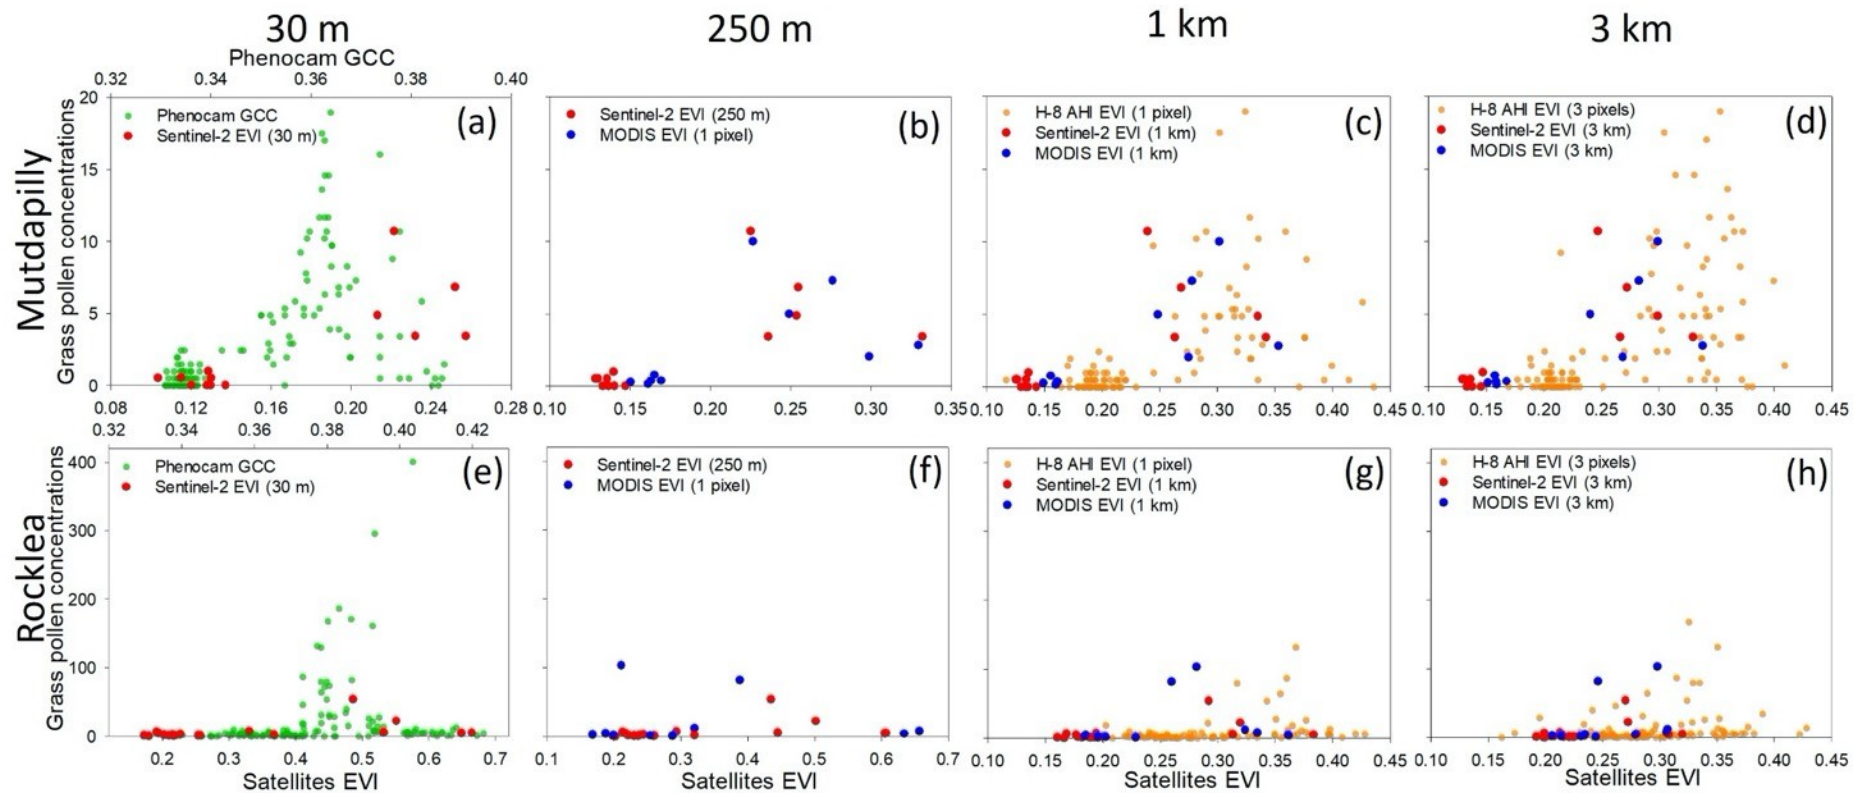 30 m
250 m
1 km
3 km
Phenocam GCC
0.32 0.34 0.36 0.38 0.40
Mutdapilly
Grass pollen concentrations
20
15
10
5
0
Phenocam GCC
Sentinel-2 EVI (30 m)
(a)
0.08 0.12 0.16 0.20 0.24 0.28
Sentinel-2 EVI (250 m)
MODIS EVI (1 pixel)
(b)
0.10 0.15 0.20 0.25 0.30 0.35
H-8 AHI EVI (1 pixel)
Sentinel-2 EVI (1 km)
MODIS EVI (1 km)
(c)
0.10 0.15 0.20 0.25 0.30 0.35 0.40 0.45
H-8 AHI EVI (3 pixels)
Sentinel-2 EVI (3 km)
MODIS EVI (3 km)
(d)
0.10 0.15 0.20 0.25 0.30 0.35 0.40 0.45
0.32 0.34 0.36 0.38 0.40 0.42
Rocklea
Grass pollen concentrations
400
300
200
100
0
Phenocam GCC
Sentinel-2 EVI (30 m)
(e)
0.2 0.3 0.4 0.5 0.6 0.7
Satellites EVI
Sentinel-2 EVI (250 m)
MODIS EVI (1 pixel)
(f)
0.1 0.2 0.3 0.4 0.5 0.6 0.7
Satellites EVI
H-8 AHI EVI (1 pixel)
Sentinel-2 EVI (1 km)
MODIS EVI (1 km)
(g)
0.10 0.15 0.20 0.25 0.30 0.35 0.40 0.45
Satellites EVI
H-8 AHI EVI (3 pixels)
Sentinel-2 EVI (3 km)
MODIS EVI (3 km)
(h)
0.10 0.15 0.20 0.25 0.30 0.35 0.40 0.45
Satellites EVI